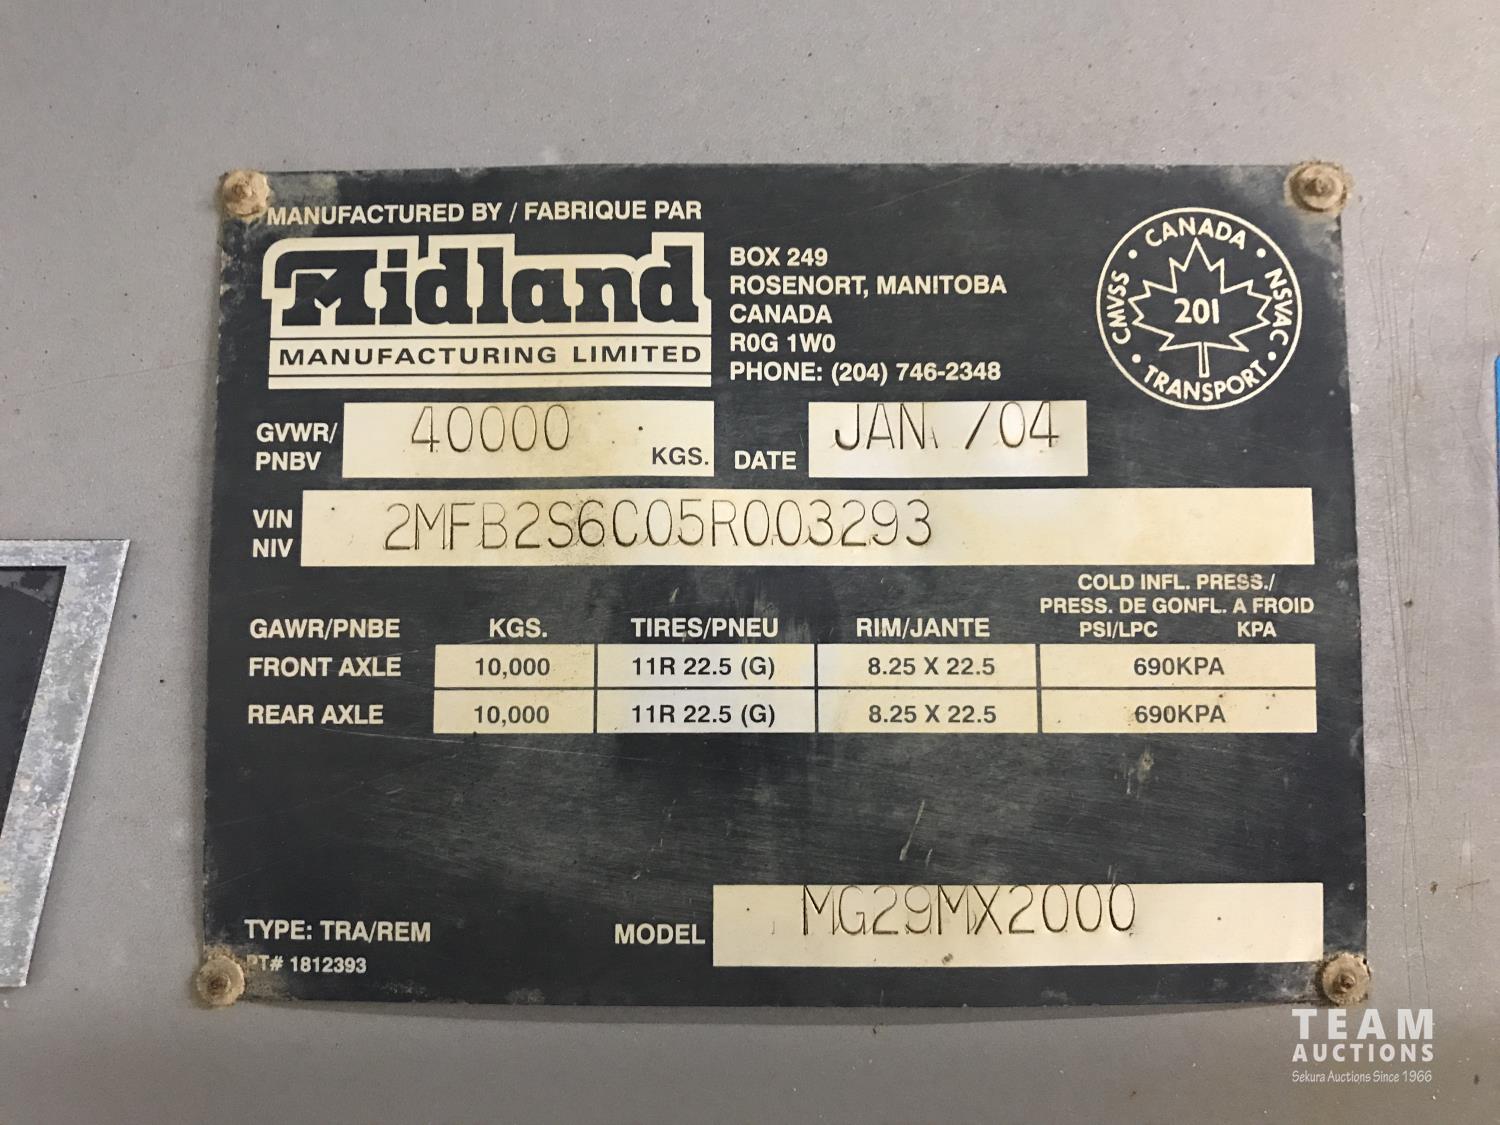 MANUFACTURED BY / FABRIQUE PAR
Midland
MANUFACTURING LIMITED
BOX 249
ROSENORT, MANITOBA
CANADA
R0G 1W0
PHONE: (204) 746-2348
CANADA
CMVSS
201
NSVAC
TRANSPORT
GVWR/
PNBV
40000
KGS.
DATE
JAN. /04
VIN
NIV
2MFB2S6C05R003293
COLD INFL. PRESS./
PRESS. DE GONFL. A FROID
GAWR/PNBE KGS. TIRES/PNEU RIM/JANTE PSI/LPC KPA
FRONT AXLE 10,000 11R 22.5 (G) 8.25 X 22.5 690KPA
REAR AXLE 10,000 11R 22.5 (G) 8.25 X 22.5 690KPA
TYPE: TRA/REM
MODEL
MG29MX2000
PT# 1812393
TEAM
AUCTIONS
Sekura Auctions Since 1966